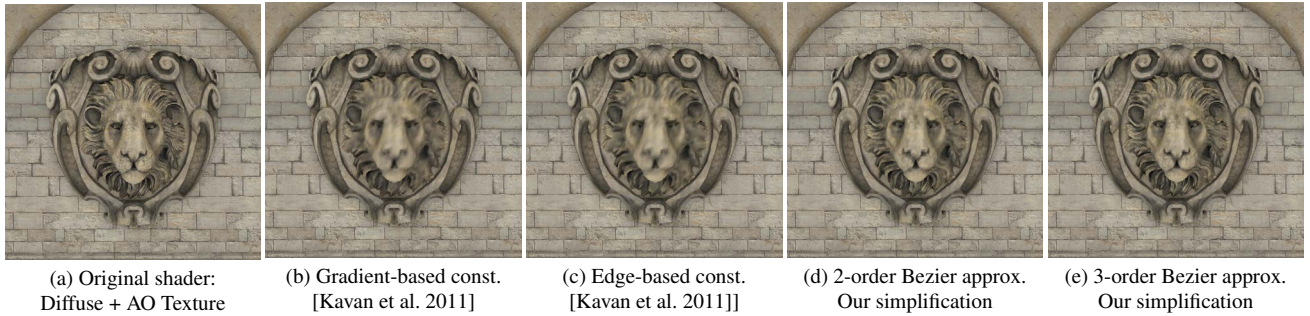 (a) Original shader:
Diffuse + AO Texture
(b) Gradient-based const.
[Kavan et al. 2011]
(c) Edge-based const.
[Kavan et al. 2011]]
(d) 2-order Bezier approx.
Our simplification
(e) 3-order Bezier approx.
Our simplification